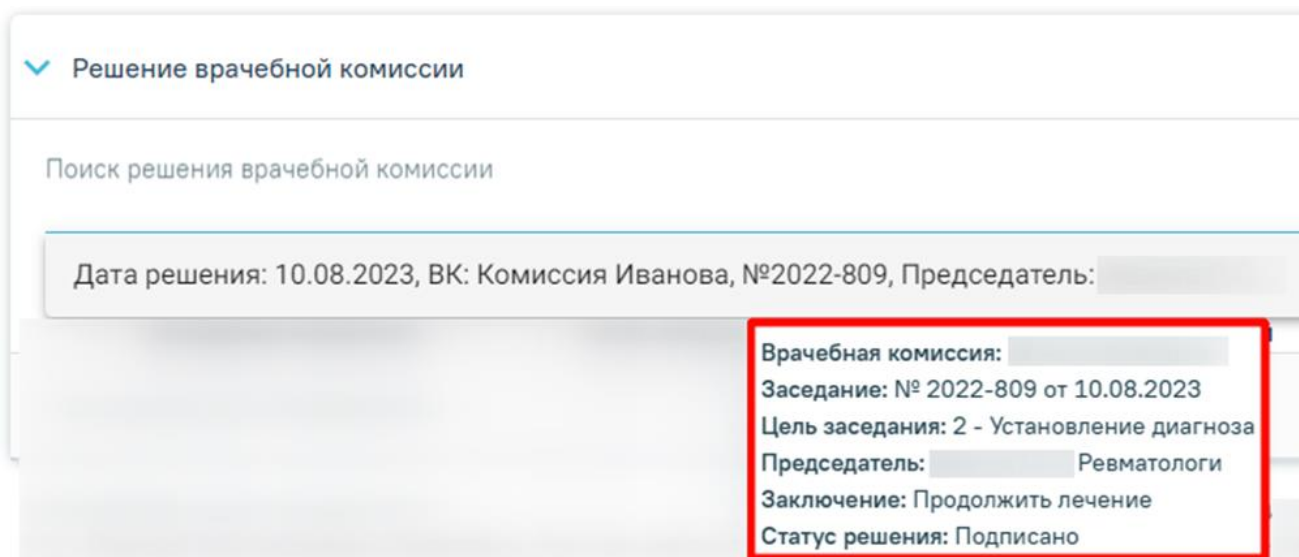 Решение врачебной комиссии
Поиск решения врачебной комиссии
Дата решения: 10.08.2023, ВК: Комиссия Иванова, №2022-809, Председатель:
Врачебная комиссия:
Заседание: № 2022-809 от 10.08.2023
Цель заседания: 2 - Установление диагноза
Председатель: Ревматологи
Заключение: Продолжить лечение
Статус решения: Подписано